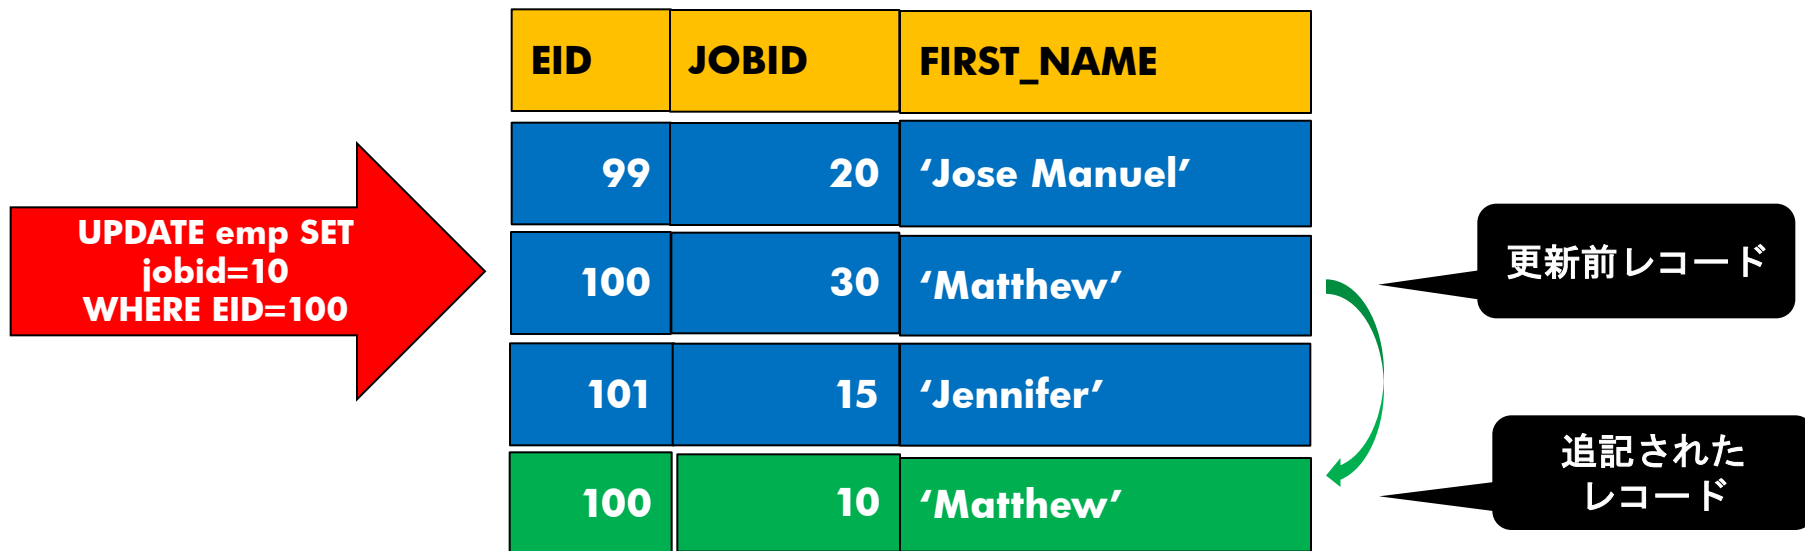 EID JOBID FIRST_NAME
99 20 ‘Jose Manuel’
UPDATE emp SET
jobid=10
WHERE EID=100
100 30 ‘Matthew’
更新前レコード
101 15 ‘Jennifer’
100 10 ‘Matthew’
追記された
レコード